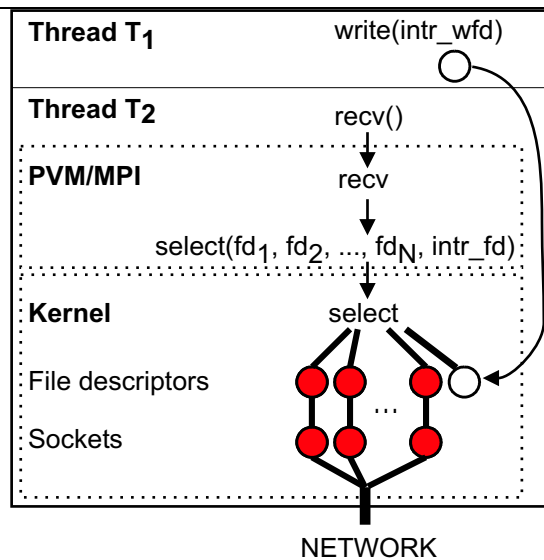 Thread T1 write(intr_wfd)
Thread T2
recv()
PVM/MPI recv
select(fd1, fd2, ..., fdN, intr_fd)
Kernel select
File descriptors
...
Sockets
NETWORK